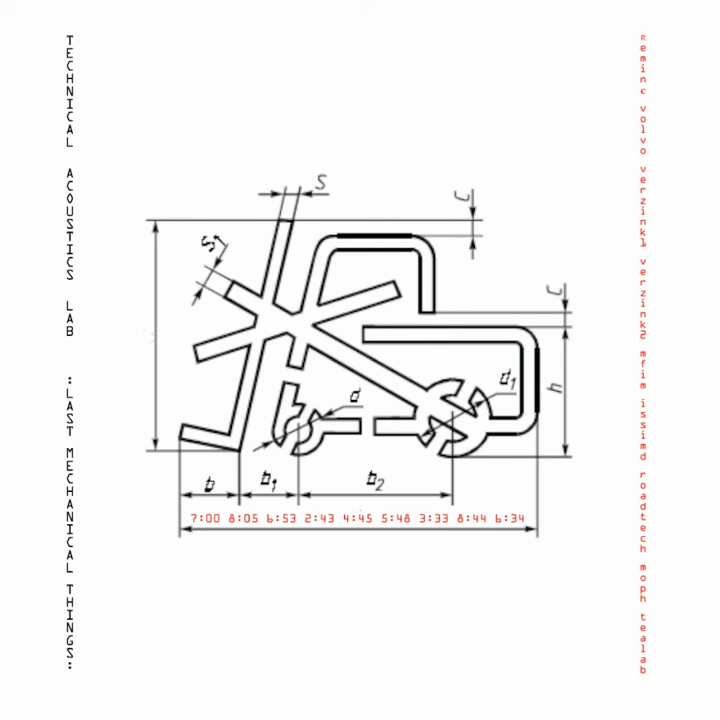 TECHNICAL ACOUSTICS LAB :LAST MECHANICAL THINGS:
S
C
S₁
C
h
d₁
d
b
b₁
b₂
7:00 8:05 6:53 2:43 4:45 5:48 3:33 8:44 6:34
Reminc volvo verzink1 verzink2 mfim issimd roadtech moph tealab